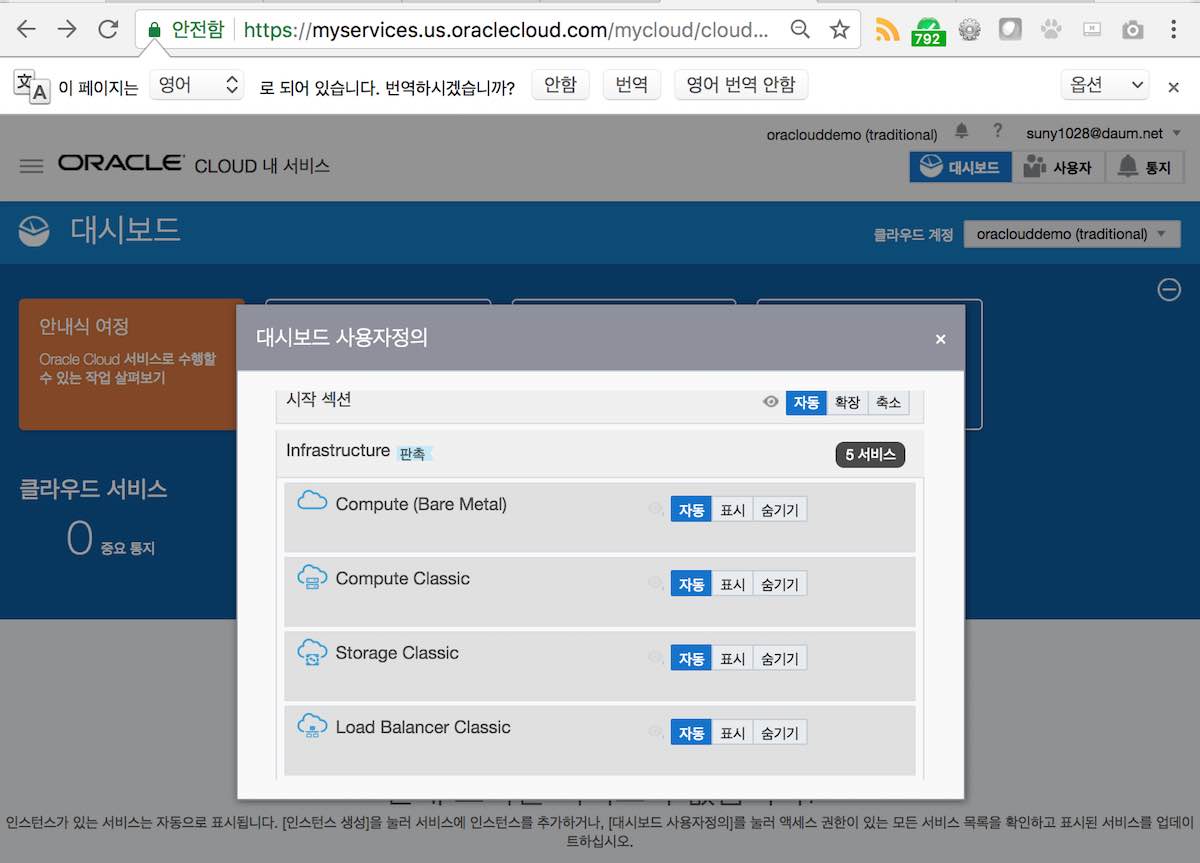 안전함 https://myservices.us.oraclecloud.com/mycloud/cloud...
792
이 페이지는 영어 로 되어 있습니다. 번역하시겠습니까? 안함 번역 영어 번역 안함 옵션
oraclouddemo (traditional) ? suny1028@daum.net
ORACLE CLOUD 내 서비스
대시보드 사용자 통지
대시보드
클라우드 계정 oraclouddemo (traditional)
안내식 여정
Oracle Cloud 서비스로 수행할
수 있는 작업 살펴보기
클라우드 서비스
0 중요 통지
대시보드 사용자정의
시작 섹션 자동 확장 축소
Infrastructure 판촉 5 서비스
Compute (Bare Metal) 자동 표시 숨기기
Compute Classic 자동 표시 숨기기
Storage Classic 자동 표시 숨기기
Load Balancer Classic 자동 표시 숨기기
인스턴스가 있는 서비스는 자동으로 표시됩니다. [인스턴스 생성]을 눌러 서비스에 인스턴스를 추가하거나, [대시보드 사용자정의]를 눌러 액세스 권한이 있는 모든 서비스 목록을 확인하고 표시된 서비스를 업데이
트하십시오.